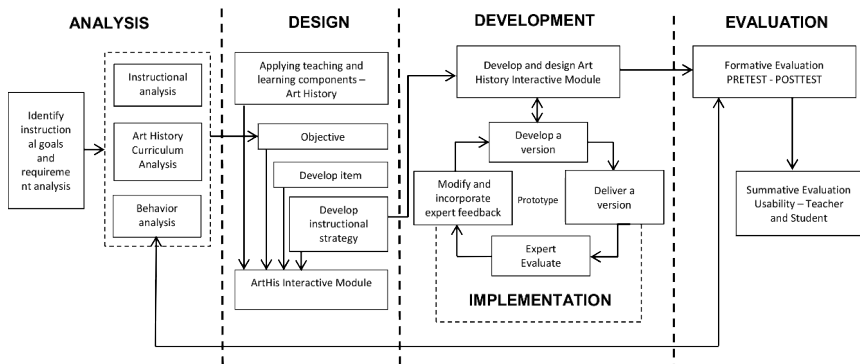 ANALYSIS
DESIGN
DEVELOPMENT
EVALUATION
Identify
instruction
al goals
and
requireme
nt analysis
Instructional
analysis
Art History
Curriculum
Analysis
Behavior
analysis
Applying teaching and
learning components –
Art History
Objective
Develop item
Develop
instructional
strategy
ArtHis Interactive Module
Develop and design Art
History Interactive Module
Develop a
version
Modify and
incorporate
expert feedback
Prototype
Deliver a
version
Expert
Evaluate
IMPLEMENTATION
Formative Evaluation
PRETEST - POSTTEST
Summative Evaluation
Usability – Teacher
and Student